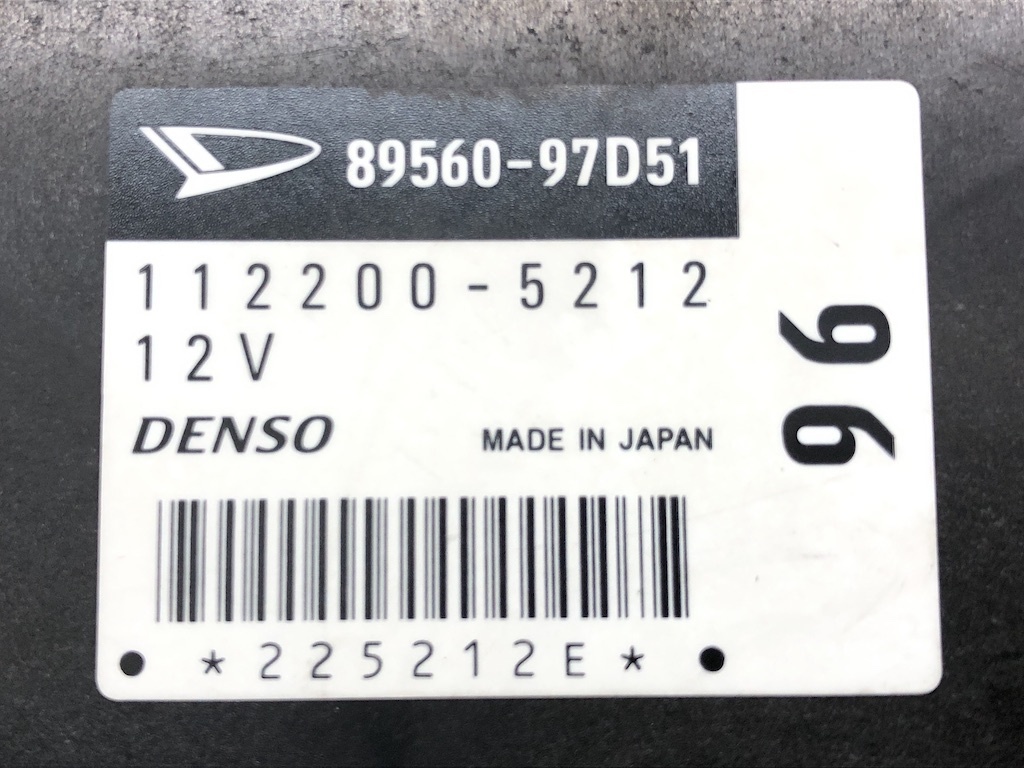 89560-97D51
112200-5212
12V
DENSO MADE IN JAPAN
*225212E*
96